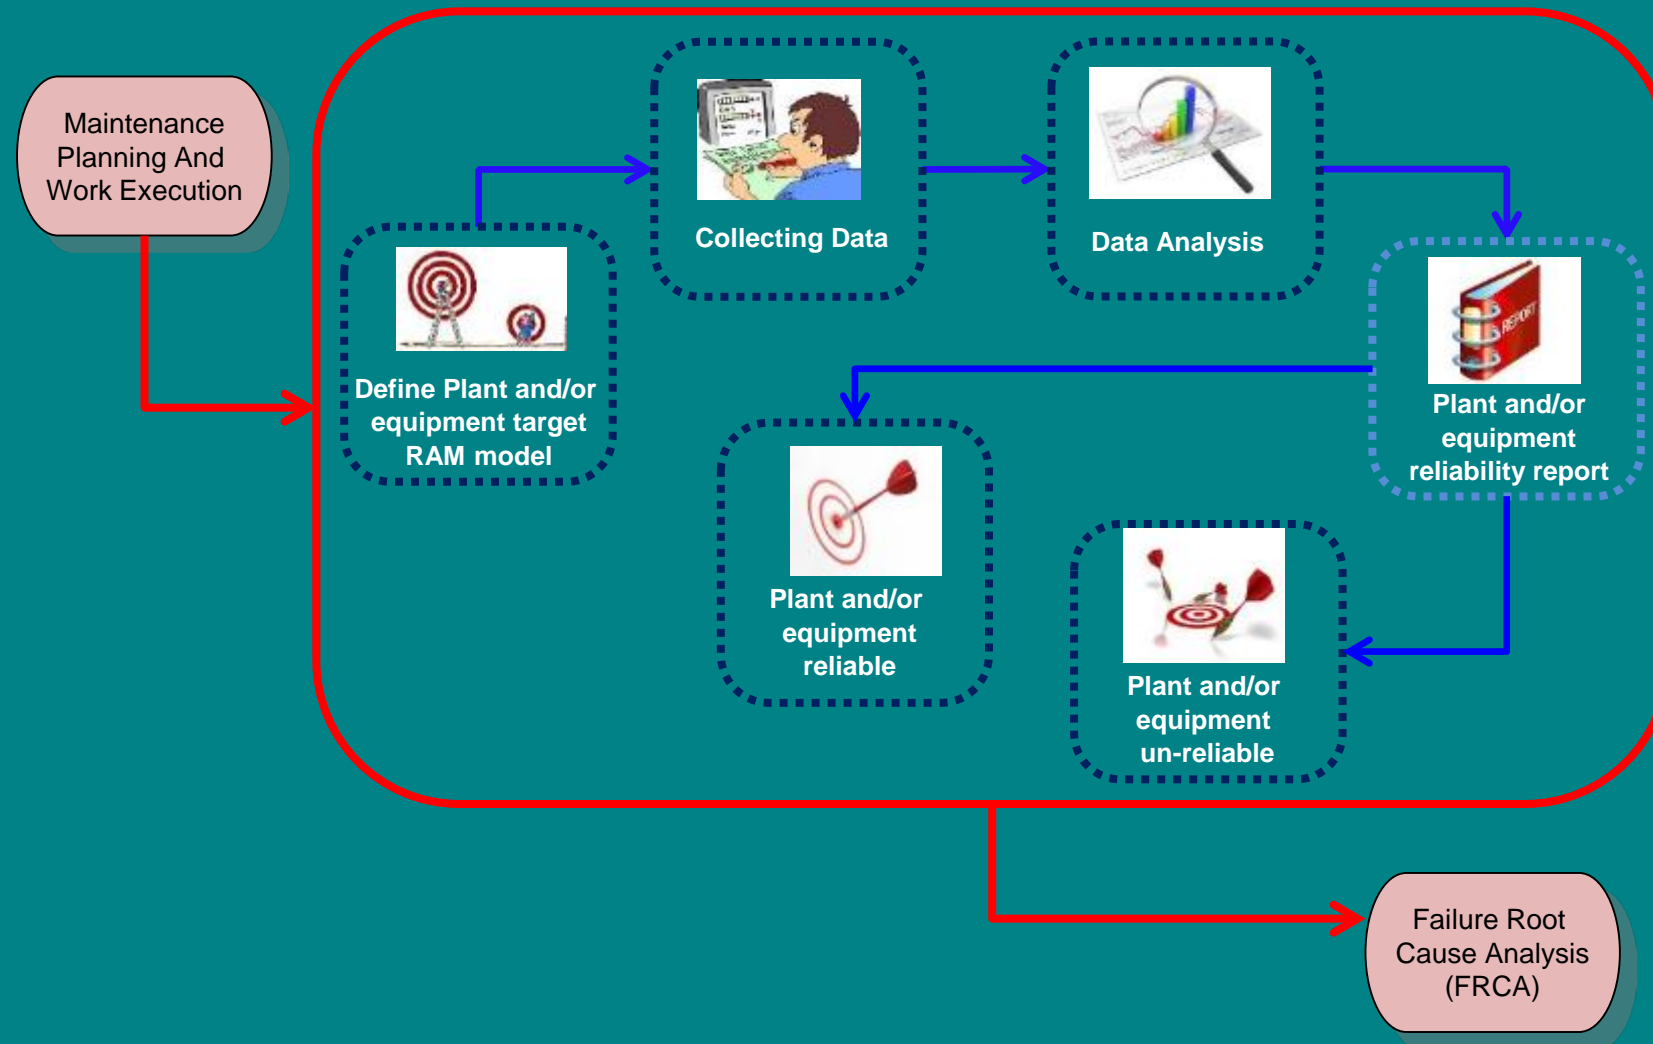 Maintenance
Planning And
Work Execution
Collecting Data
Data Analysis
Define Plant and/or
equipment target
RAM model
REPORT
Plant and/or
equipment
reliability report
Plant and/or
equipment
reliable
Plant and/or
equipment
un-reliable
Failure Root
Cause Analysis
(FRCA)